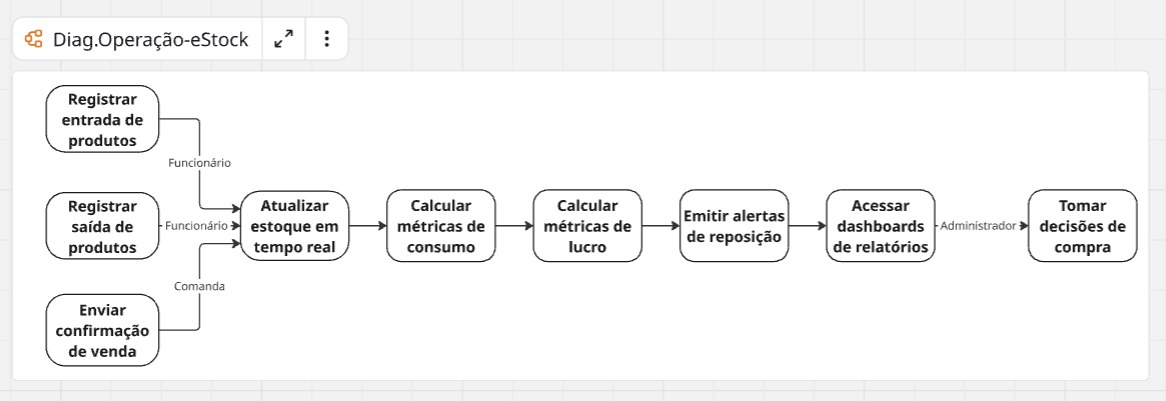 Diag.Operação-eStock
Registrar
entrada de
produtos
Funcionário
Registrar
saída de
produtos
Funcionário
Enviar
confirmação
de venda
Comanda
Atualizar
estoque em
tempo real
Calcular
métricas de
consumo
Calcular
métricas de
lucro
Emitir alertas
de reposição
Acessar
dashboards
de relatórios
Administrador
Tomar
decisões de
compra